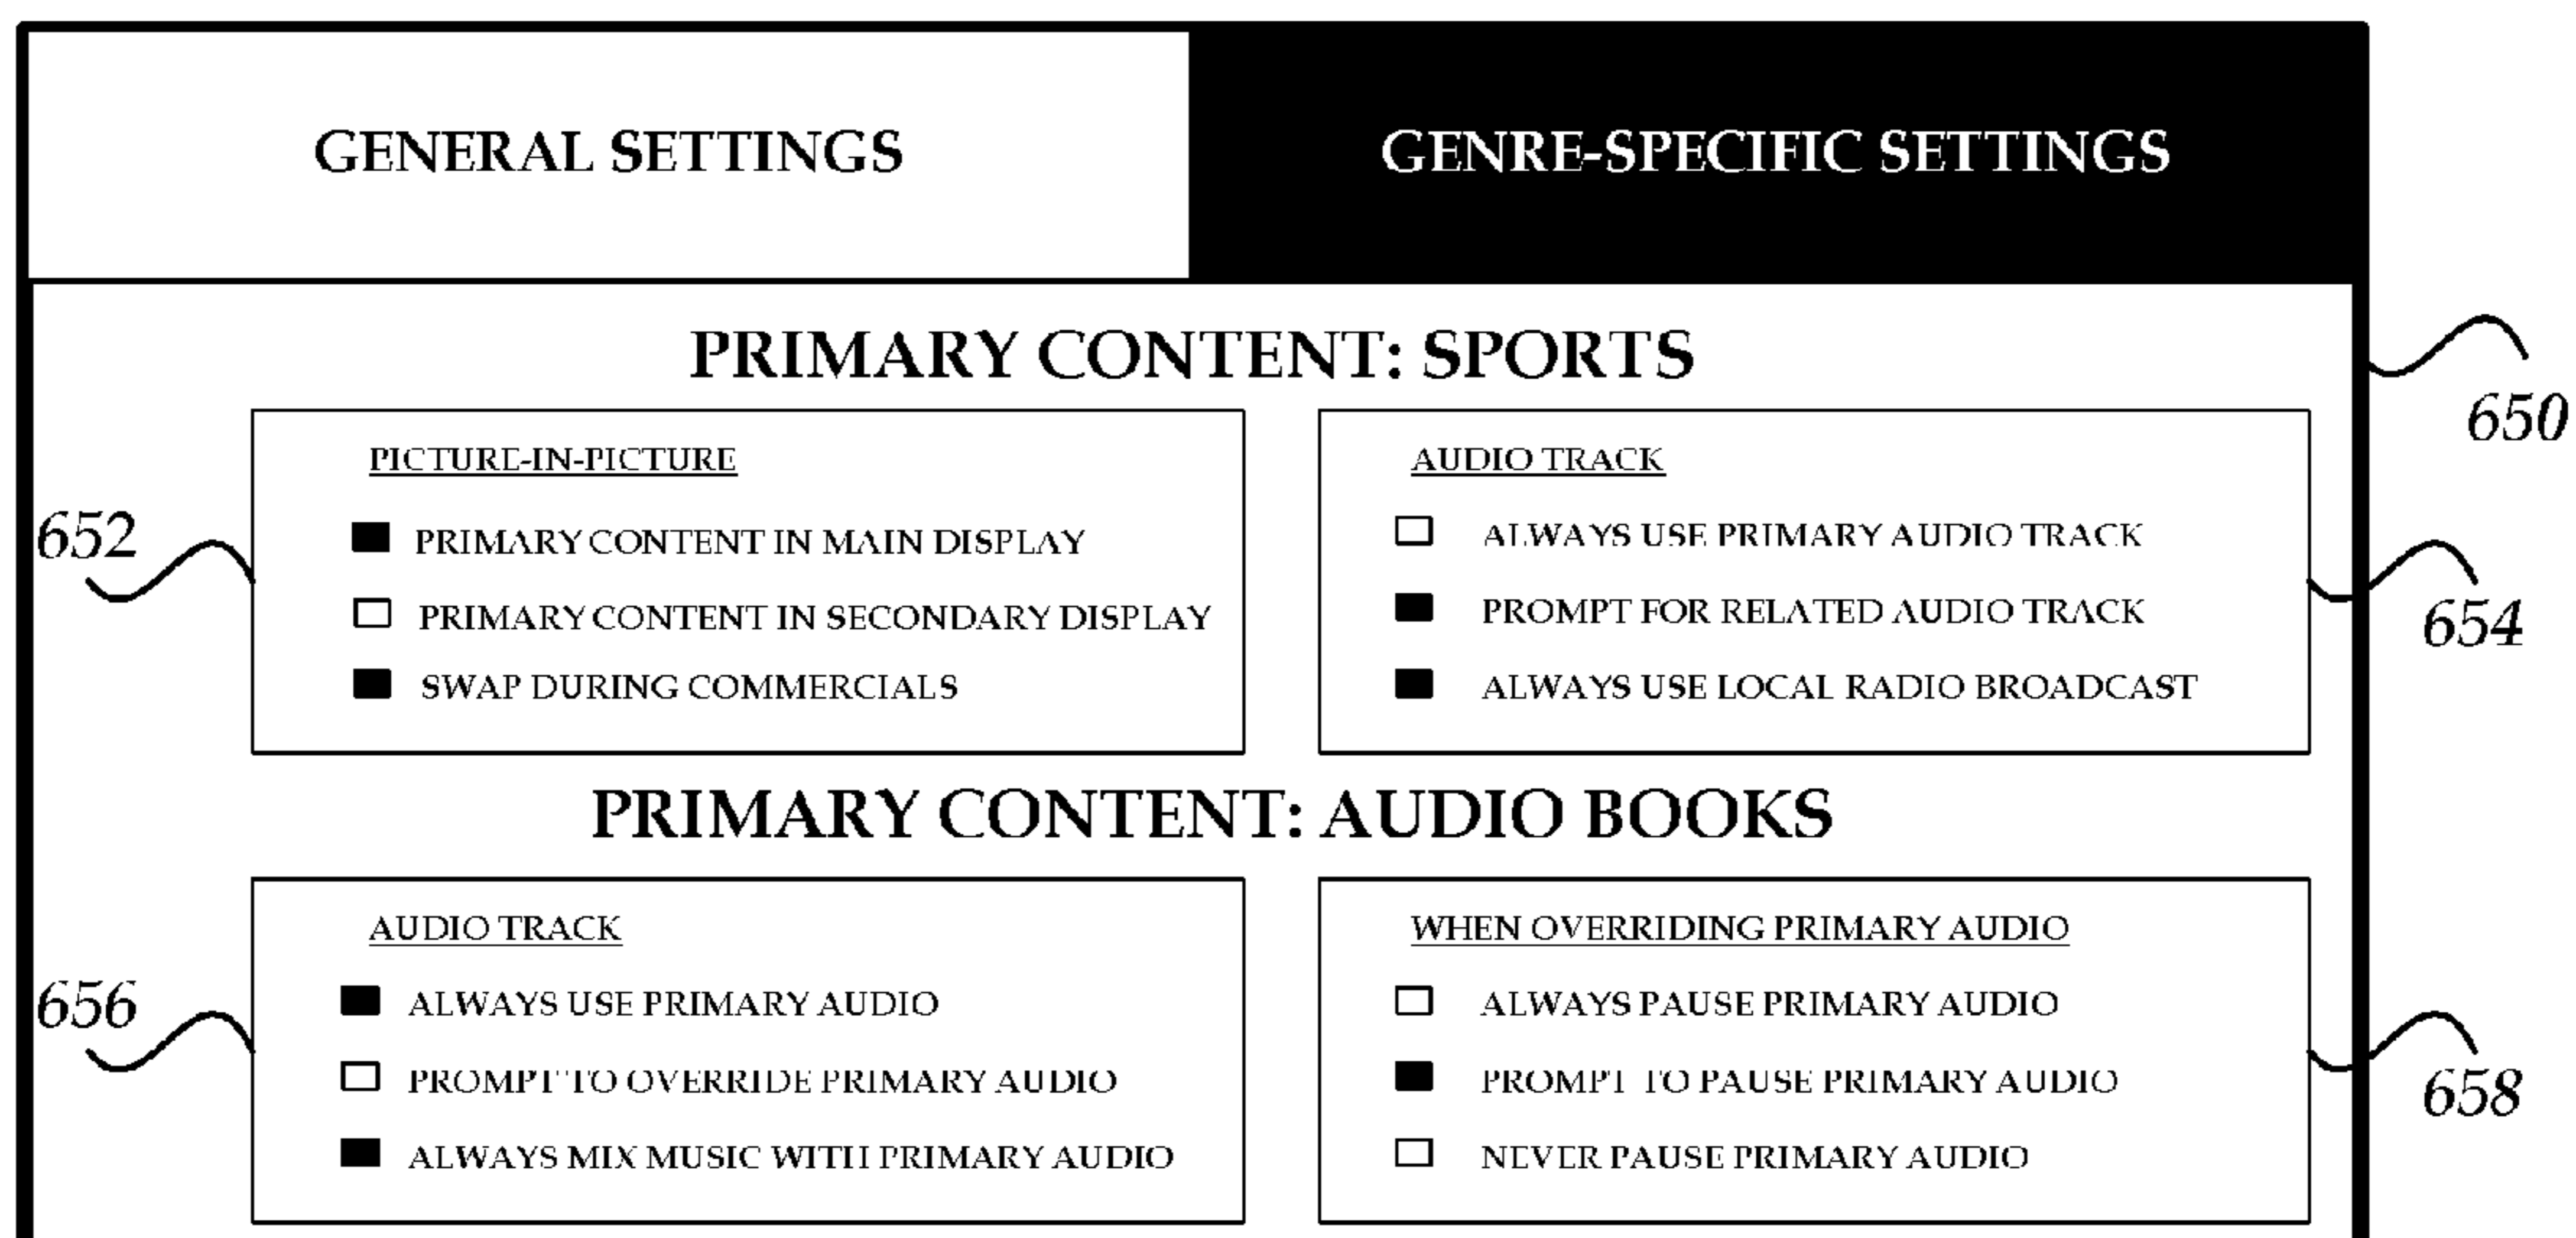 GENERAL SETTINGS
GENRE-SPECIFIC SETTINGS
PRIMARY CONTENT: SPORTS
650
652
PICTURE-IN-PICTURE
PRIMARY CONTENT IN MAIN DISPLAY
PRIMARY CONTENT IN SECONDARY DISPLAY
SWAP DURING COMMERCIALS
AUDIO TRACK
ALWAYS USE PRIMARY AUDIO TRACK
PROMPT FOR RELATED AUDIO TRACK
ALWAYS USE LOCAL RADIO BROADCAST
654
PRIMARY CONTENT: AUDIO BOOKS
656
AUDIO TRACK
ALWAYS USE PRIMARY AUDIO
PROMPT TO OVERRIDE PRIMARY AUDIO
ALWAYS MIX MUSIC WITH PRIMARY AUDIO
WHEN OVERRIDING PRIMARY AUDIO
ALWAYS PAUSE PRIMARY AUDIO
PROMPT TO PAUSE PRIMARY AUDIO
NEVER PAUSE PRIMARY AUDIO
658